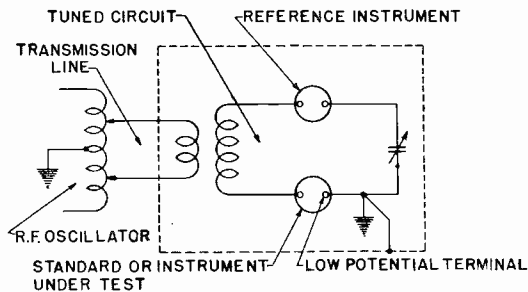 TUNED CIRCUIT
REFERENCE INSTRUMENT
TRANSMISSION
LINE
R.F. OSCILLATOR
STANDARD OR INSTRUMENT
UNDER TEST
LOW POTENTIAL TERMINAL